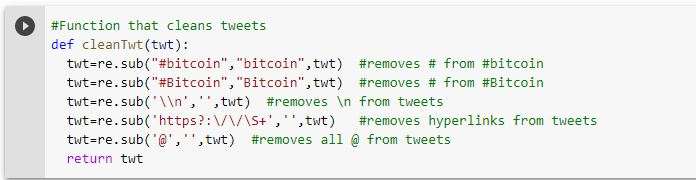 #Function that cleans tweets
def cleanTwt(twt):
  twt=re.sub("#bitcoin","bitcoin",twt)  #removes # from #bitcoin
  twt=re.sub("#Bitcoin","Bitcoin",twt)  #removes # from #Bitcoin
  twt=re.sub('\\n','',twt)  #removes \n from tweets
  twt=re.sub('https?:\/\/\S+','',twt)   #removes hyperlinks from tweets
  twt=re.sub('@','',twt)  #removes all @ from tweets
  return twt